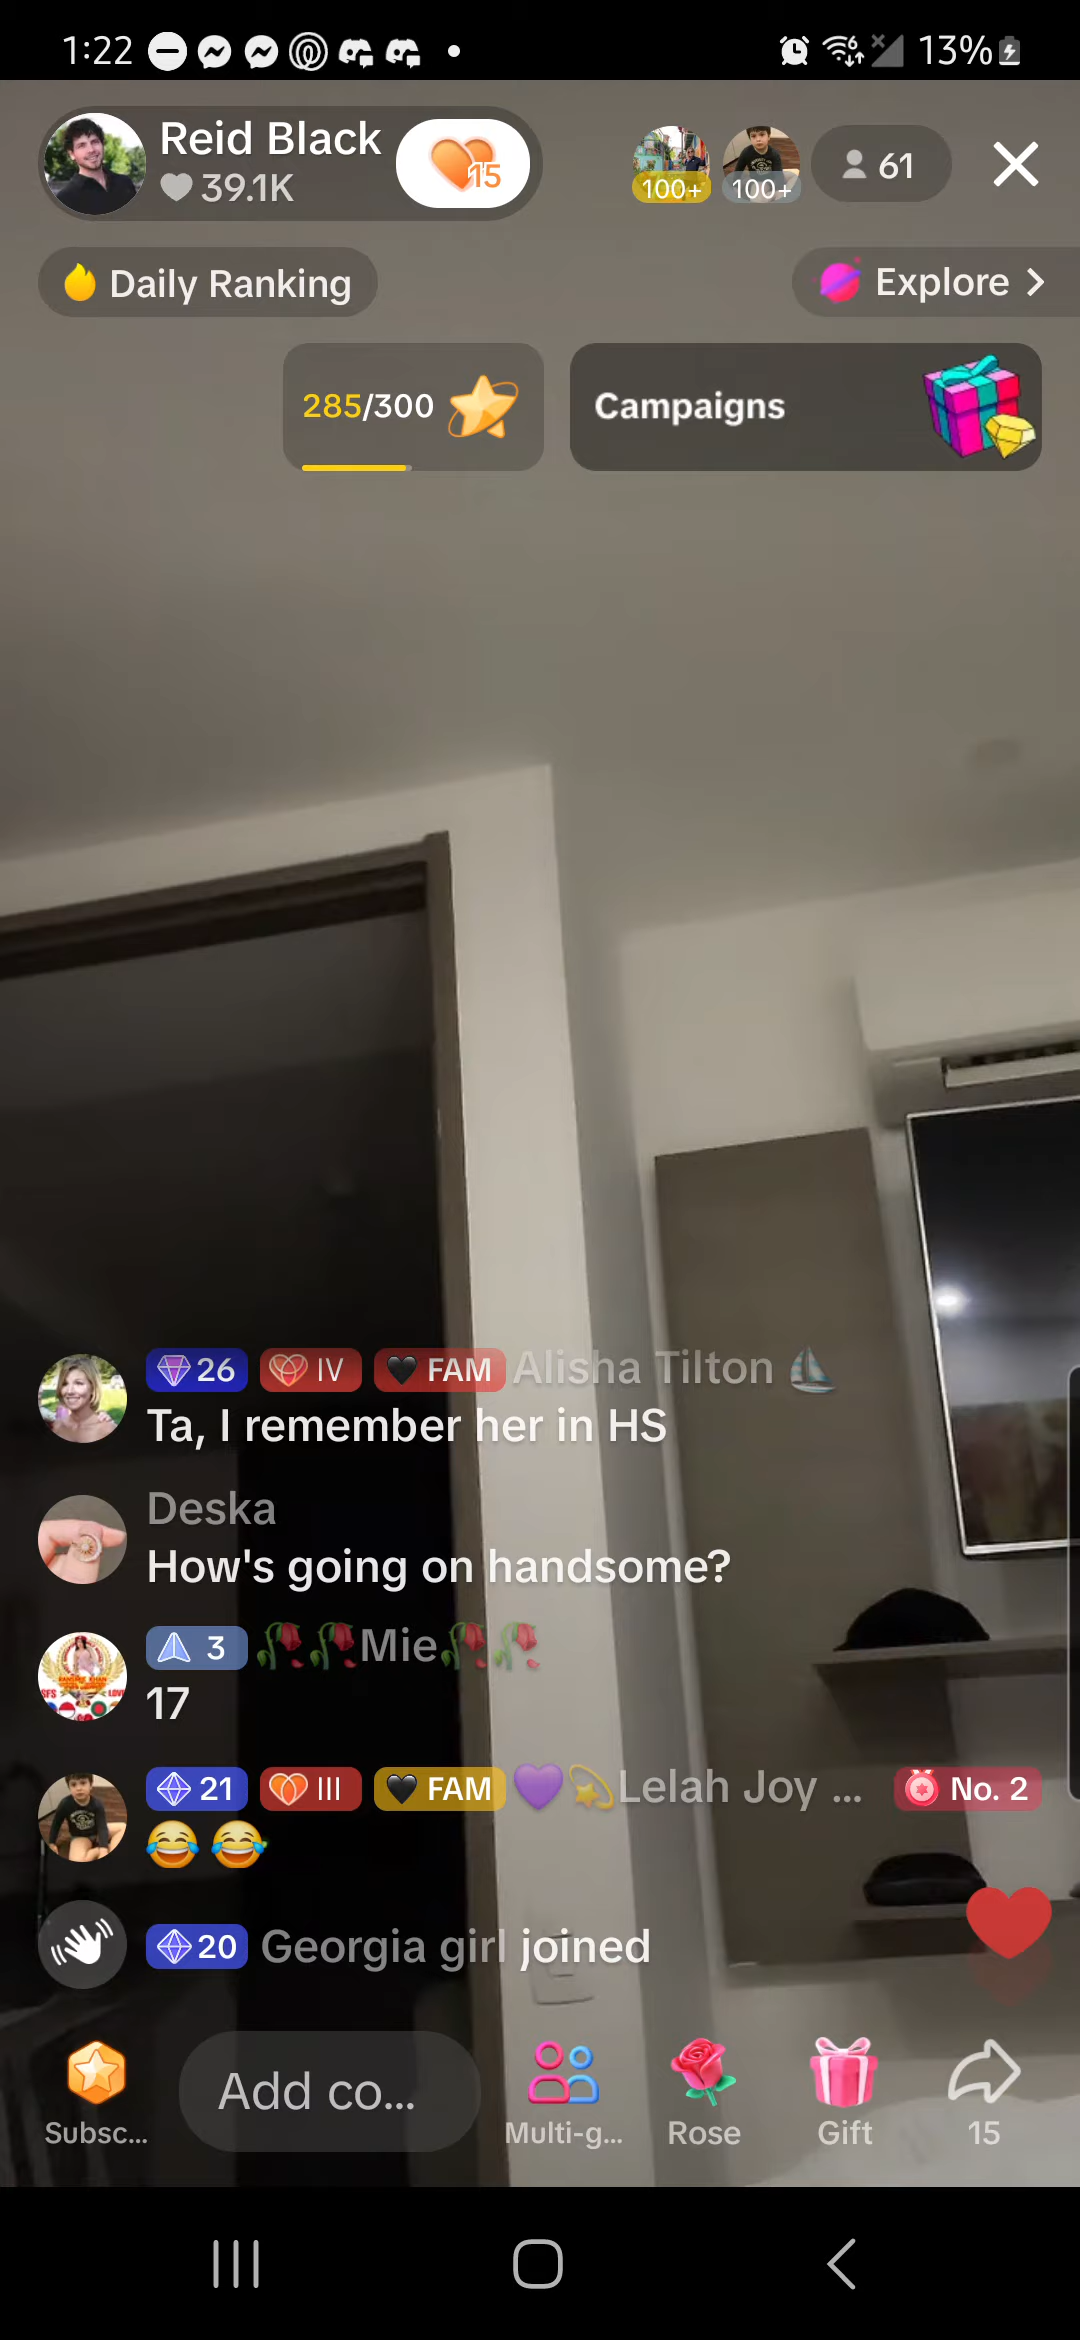 1:22
13%
Reid Black
39.1K
15
100+
100+
61
Daily Ranking
Explore
285/300
Campaigns
26 IV FAM Alisha Tilton
Ta, I remember her in HS
Deska
How's going on handsome?
3 🥀🥀Mie🥀🥀
17
21 III FAM 💜💫Lelah Joy ... No. 2
😂 😂
20 Georgia girl joined
Add co...
Subsc...
Multi-g...
Rose
Gift
15